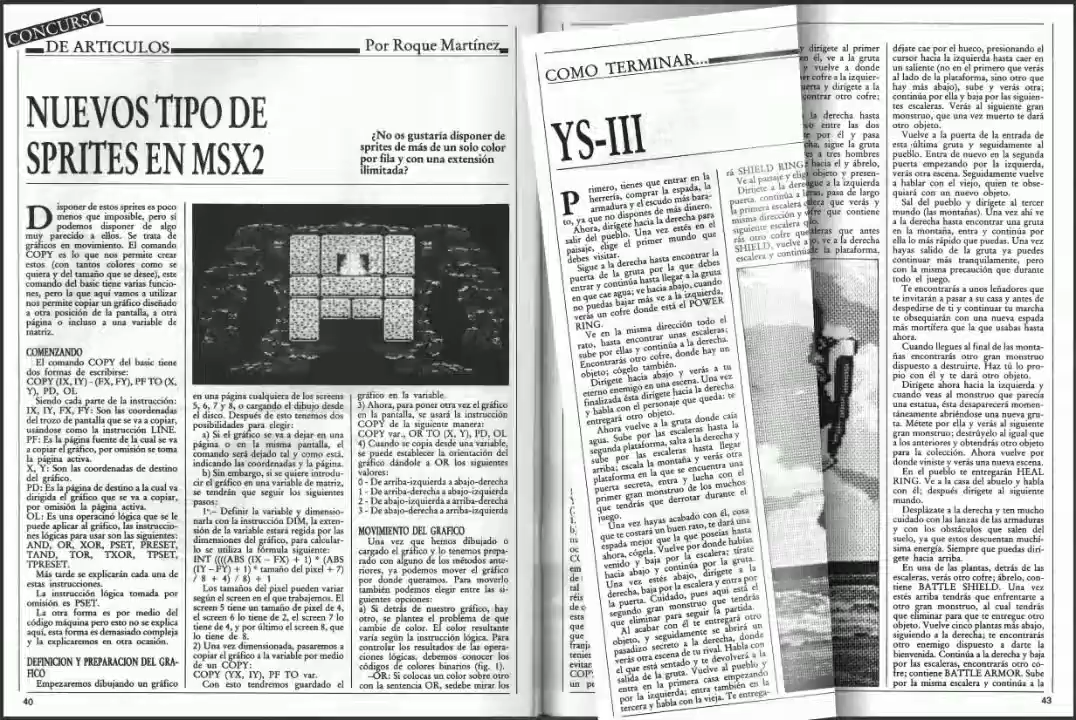 CONCURSO
DE ARTICULOS
Por Roque Martínez
NUEVOS TIPO DE
SPRITES EN MSX2
¿No os gustaría disponer de
sprites de más de un solo color
por fila y con una extensión
ilimitada?
Disponer de estos sprites es poco
menos que imposible, pero sí
podemos disponer de algo
muy parecido a ellos. Se trata de
gráficos en movimiento. El comando
COPY es lo que nos permite crear
estos (con tantos colores como se
quiera y del tamaño que se desee), este
comando del basic tiene varias funcio-
nes, pero la que aquí vamos a utilizar
nos permite copiar un gráfico diseñado
a otra posición de la pantalla, a otra
página o incluso a una variable de
matriz.
COMENZANDO
El comando COPY del basic tiene
dos formas de escribirse:
COPY (IX, IY) - (FX, FY), PF TO (X,
Y), PD, OL
Siendo cada parte de la instrucción:
IX, IY, FX, FY: Son las coordenadas
del trozo de pantalla que se va a copiar,
usándose como la instrucción LINE.
PF: Es la página fuente de la cual se va
a copiar el gráfico, por omisión se toma
la página activa.
X, Y: Son las coordenadas de destino
del gráfico.
PD: Es la página de destino a la cual va
dirigida el gráfico que se va a copiar,
por omisión la página activa.
OL: Es una operacinó lógica que se le
puede aplicar al gráfico, las instruccio-
nes lógicas para usar son las siguientes:
AND, OR, XOR, PSET, PRESET,
TAND, TOR, TXOR, TPSET,
TPRESET.
Más tarde se explicarán cada una de
estas instrucciones.
La instrucción lógica tomada por
omisión es PSET.
La otra forma es por medio del
código máquina pero esto no se explica
aquí, esta forma es demasiado compleja
y la explicaremos en otra ocasión.
DEFINICION Y PREPARACION DEL GRA-
FICO
Empezaremos dibujando un gráfico
en una página cualquiera de los screens
5, 6, 7 y 8, o cargando el dibujo desde
el disco. Después de esto tenemos dos
posibilidades para elegir:
a) Si el gráfico se va a dejar en una
página o en la misma pantalla, el
comando será dejado tal y como está,
indicando las coordenadas y la página.
b) Sin embargo, si se quiere introdu-
cir el gráfico en una variable de matriz,
se tendrán que seguir los siguientes
pasos:
1º.– Definir la variable y dimensio-
narla con la instrucción DIM, la exten-
sión de la variable estará regida por las
dimensiones del gráfico, para calcular-
lo se utiliza la fórmula siguiente:
INT ((((ABS (IX – FX) + 1) * (ABS
(IY – FY) + 1) * tamaño del pixel + 7)
/ 8 + 4) / 8) + 1
Los tamaños del pixel pueden variar
según el screen en el que trabajemos. El
screen 5 tiene un tamaño de pixel de 4,
el screen 6 lo tiene de 2, el screen 7 lo
tiene de 4, y por último el screen 8, que
lo tiene de 8.
2) Una vez dimensionada, pasaremos a
copiar el gráfico a la variable por medio
de un COPY:
COPY (YX, IY), PF TO var.
Con esto tendremos guardado el
gráfico en la variable.
3) Ahora, para poner otra vez el gráfico
en la pantalla, se usará la instrucción
COPY de la siguiente manera:
COPY var., OR TO (X, Y), PD, OL
4) Cuando se copia desde una variable,
se puede establecer la orientación del
gráfico dándole a OR los siguientes
valores:
0 - De arriba-izquierda a abajo-derecha
1 - De arriba-derecha a abajo-izquierda
2 - De abajo-izquierda a arriba-derecha
3 - De abajo-derecha a arriba-izquierda
MOVIMIENTO DEL GRAFICO
Una vez que hemos dibujado o
cargado el gráfico y lo tenemos prepa-
rado con alguno de los métodos ante-
riores, ya podemos mover el gráfico
por donde queramos. Para moverlo
también podemos elegir entre las si-
guientes opciones:
a) Si detrás de nuestro gráfico, hay
otro, se plantea el problema de que
cambie de color. El color resultante
varía según la instrucción lógica. Para
controlar los resultados de las opera-
ciones lógicas, debemos conocer los
códigos de colores binarios (fig. 1).
–OR: Si colocas un color sobre otro
con la sentencia OR, sedebe mirar los
40
COMO TERMINAR...
YS-III
Primero, tienes que entrar en la
herrería, comprar la espada, la
armadura y el escudo más bara-
to, ya que no dispones de más dinero.
Ahora, dirígete hacia la derecha para
salir del pueblo. Una vez estés en el
paisaje, elige el primer mundo que
debes visitar.
Sigue a la derecha hasta encontrar la
puerta de la gruta por la que debes
entrar y continúa hasta llegar a la gruta
en que cae agua; ve hacia abajo, cuando
no puedas bajar más ve a la izquierda,
verás un cofre donde está el POWER
RING.
Ve en la misma dirección todo el
rato, hasta encontrar unas escaleras;
sube por ellas y continúa a la derecha.
Encontrarás otro cofre, donde hay un
objeto; cógelo también.
Dirígete hacia abajo y verás a tu
eterno enemigo en una escena. Una vez
finalizada ésta dirígete hacia la derecha
y habla con el personaje que queda: te
entregará otro objeto.
Ahora vuelve a la gruta donde caía
agua. Sube por las escaleras hasta la
segunda plataforma, salta a la derecha y
sube por las escaleras hasta llegar
arriba; escala la montaña y verás otra
plataforma en la que se encuentra una
puerta secreta, entra y lucha con el
primer gran monstruo de los muchos
que tendrás que derrotar durante el
juego.
Una vez hayas acabado con él, cosa
que te costará un buen rato, te dará una
espada mejor que la que poseías hasta
ahora, cógela. Vuelve por donde habías
venido y baja por la escalera; tírate
hacia abajo y continúa por la gruta.
Una vez estés abajo, dirígete a la
derecha, baja por la escalera y entra por
la puerta. Cuidado, pues aquí está el
segundo gran monstruo que tendrás
que eliminar para seguir la partida.
Al acabar con él te entregará otro
objeto, y seguidamente se abrirá un
pasadizo secreto a la derecha, donde
verás otra escena de tu rival. Habla con
el que está sentado y te devolverá a la
salida de la gruta. Vuelve al pueblo y
entra en la primera casa empezando
por la izquierda; entra también en la
tercera y habla con la vieja. Te entrega-
rá SHIELD RING.
déjate cae por el hueco, presionando el
cursor hacia la izquierda hasta caer en
un saliente (no en el primero que verás
al lado de la plataforma, sino otro que
hay más abajo), sube y verás otra;
continúa por ella y baja por las siguien-
tes escaleras. Verás al siguiente gran
monstruo, que una vez muerto te dará
otro objeto.
Vuelve a la puerta de la entrada de
esta última gruta y seguidamente al
pueblo. Entra de nuevo en la segunda
puerta empezando por la izquierda,
verás otra escena. Seguidamente vuelve
a hablar con el viejo, quien te obse-
quiará con un nuevo objeto.
Sal del pueblo y dirígete al tercer
mundo (las montañas). Una vez ahí ve
a la derecha hasta encontrar una gruta
en la montaña, entra y continúa por
ella lo más rápido que puedas. Una vez
hayas salido de la gruta ya puedes
continuar más tranquilamente, pero
con la misma precaución que durante
todo el juego.
Te encontrarás a unos leñadores que
te invitarán a pasar a su casa y antes de
despedirse de ti y continuar tu marcha
te obsequiarán con una nueva espada
más mortífera que la que usabas hasta
ahora.
Cuando llegues al final de las monta-
ñas encontrarás otro gran monstruo
dispuesto a destruirte. Haz tú lo pro-
pio con él y te dará otro objeto.
Dirígete ahora hacia la izquierda y
cuando veas al monstruo que parecía
una estatua, ésta desaparecerá momen-
táneamente abriéndose una nueva gru-
ta. Métete por ella y verás al siguiente
gran monstruo; destrúyelo al igual que
a los anteriores y obtendrás otro objeto
para la colección. Ahora vuelve por
donde viniste y verás una nueva escena.
En el pueblo te entregarán HEAL
RING. Ve a la casa del abuelo y habla
con él; después dirígete al siguiente
mundo.
Desplázate a la derecha y ten mucho
cuidado con las lanzas de las armaduras
y con los obstáculos que salen del
suelo, ya que estos descuentan muchí-
sima energía. Siempre que puedas dirí-
gete hacia arriba.
En una de las plantas, detrás de las
escaleras, verás otro cofre; ábrelo, con-
tiene BATTLE SHIELD. Una vez
estés arriba tendrás que enfrentarte a
otro gran monstruo, al cual tendrás
que eliminar para que te entregue otro
objeto. Vuelve cinco plantas más abajo,
siguiendo a la derecha; te encontrarás
otro enemigo dispuesto a darte la
bienvenida. Continúa a la derecha y baja
por las escaleras, encontrarás otro co-
fre; contiene BATTLE ARMOR. Sube
por la misma escalera y continúa a la
43